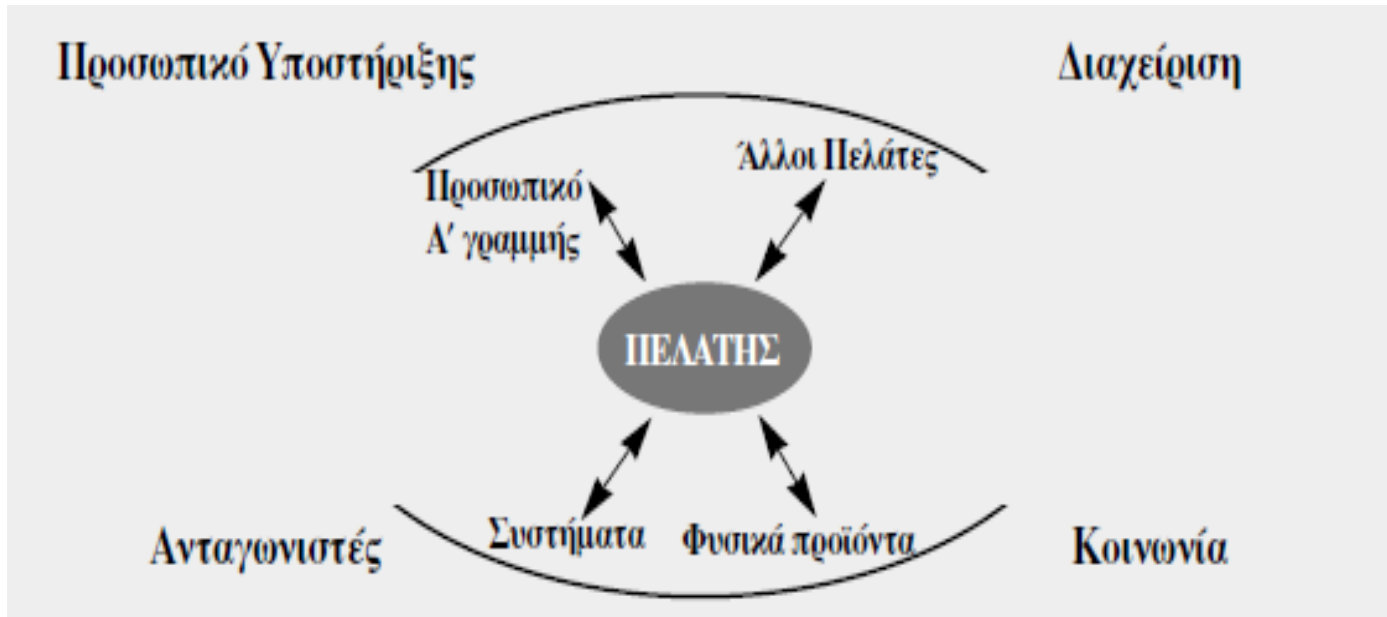 Προσωπικό Υποστήριξης
Διαχείριση
Άλλοι Πελάτες
Προσωπικό
Α' γραμμής
ΠΕΛΑΤΗΣ
Συστήματα
Φυσικά προϊόντα
Ανταγωνιστές
Κοινωνία